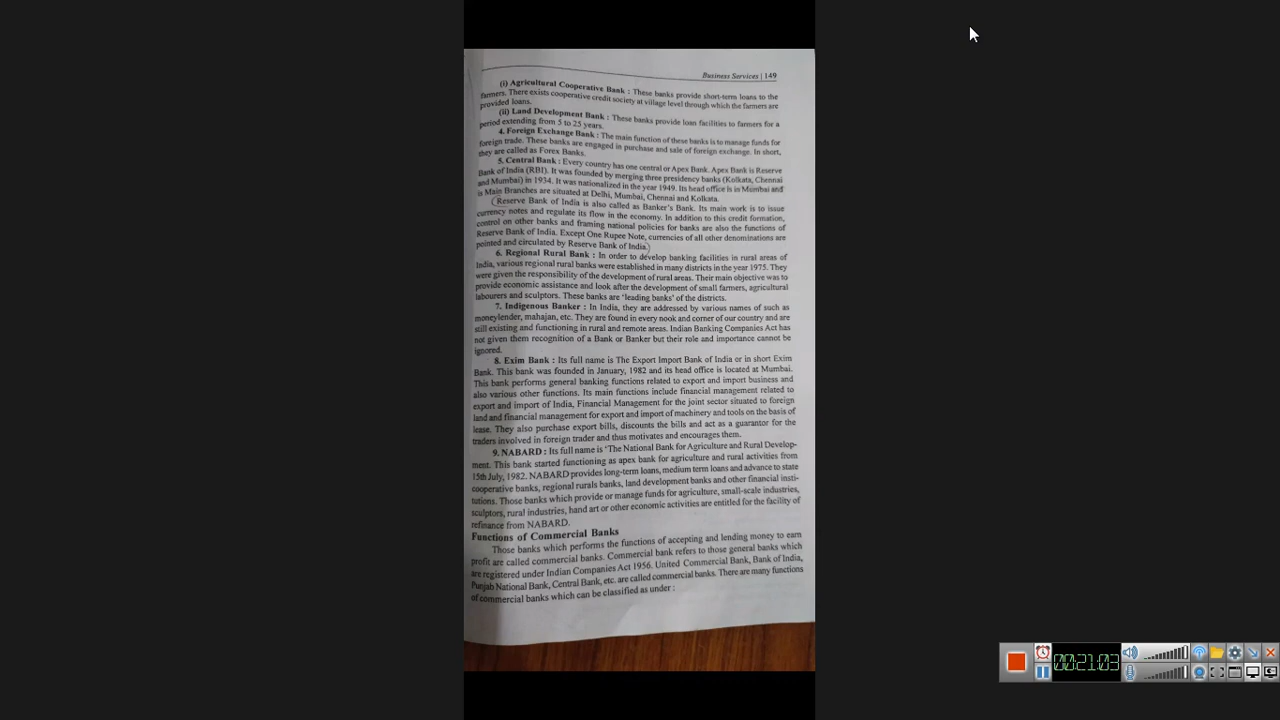 Business Services | 149
(i) Agricultural Cooperative Bank : These banks provide short-term loans to the
farmers. There exists cooperative credit society at village level through which the farmers are
provided loans.
(ii) Land Development Bank : These banks provide loan facilities to farmers for a
period extending from 5 to 25 years.
4. Foreign Exchange Bank : The main function of these banks is to manage funds for
foreign trade. These banks are engaged in purchase and sale of foreign exchange. In short,
they are called as Forex Banks.
5. Central Bank : Every country has one central or Apex Bank. Apex Bank is Reserve
Bank of India (RBI). It was founded by merging three presidency banks (Kolkata, Chennai
and Mumbai) in 1934. It was nationalized in the year 1949. Its head office is in Mumbai and
is Main Branches are situated at Delhi, Mumbai, Chennai and Kolkata.
(Reserve Bank of India is also called as Banker's Bank. Its main work is to issue
currency notes and regulate its flow in the economy. In addition to this credit formation,
control on other banks and framing national policies for banks are also the functions of
Reserve Bank of India. Except One Rupee Note, currencies of all other denominations are
pointed and circulated by Reserve Bank of India.)
6. Regional Rural Bank : In order to develop banking facilities in rural areas of
India, various regional rural banks were established in many districts in the year 1975. They
were given the responsibility of the development of rural areas. Their main objective was to
provide economic assistance and look after the development of small farmers, agricultural
labourers and sculptors. These banks are 'leading banks' of the districts.
7. Indigenous Banker : In India, they are addressed by various names of such as
moneylender, mahajan, etc. They are found in every nook and corner of our country and are
still existing and functioning in rural and remote areas. Indian Banking Companies Act has
not given them recognition of a Bank or Banker but their role and importance cannot be
ignored.
8. Exim Bank : Its full name is The Export Import Bank of India or in short Exim
Bank. This bank was founded in January, 1982 and its head office is located at Mumbai.
This bank performs general banking functions related to export and import business and
also various other functions. Its main functions include financial management related to
export and import of India, Financial Management for the joint sector situated to foreign
land and financial management for export and import of machinery and tools on the basis of
lease. They also purchase export bills, discounts the bills and act as a guarantor for the
traders involved in foreign trader and thus motivates and encourages them.
9. NABARD : Its full name is 'The National Bank for Agriculture and Rural Develop-
ment. This bank started functioning as apex bank for agriculture and rural activities from
15th July, 1982. NABARD provides long-term loans, medium term loans and advance to state
cooperative banks, regional rurals banks, land development banks and other financial insti-
tutions. Those banks which provide or manage funds for agriculture, small-scale industries,
sculptors, rural industries, hand art or other economic activities are entitled for the facility of
refinance from NABARD.
Functions of Commercial Banks
Those banks which performs the functions of accepting and lending money to earn
profit are called commercial banks. Commercial bank refers to those general banks which
are registered under Indian Companies Act 1956. United Commercial Bank, Bank of India,
Punjab National Bank, Central Bank, etc. are called commercial banks. There are many functions
of commercial banks which can be classified as under :
00:21:03